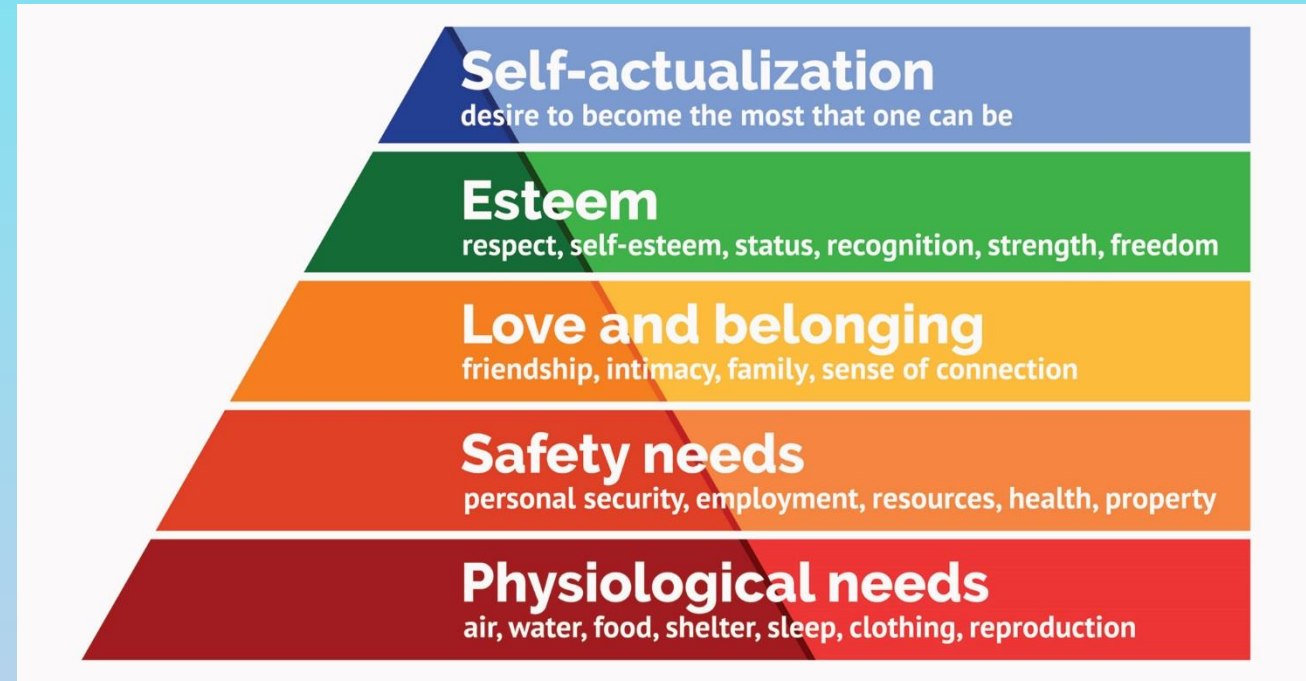 Self-actualization
desire to become the most that one can be
Esteem
respect, self-esteem, status, recognition, strength, freedom
Love and belonging
friendship, intimacy, family, sense of connection
Safety needs
personal security, employment, resources, health, property
Physiological needs
air, water, food, shelter, sleep, clothing, reproduction